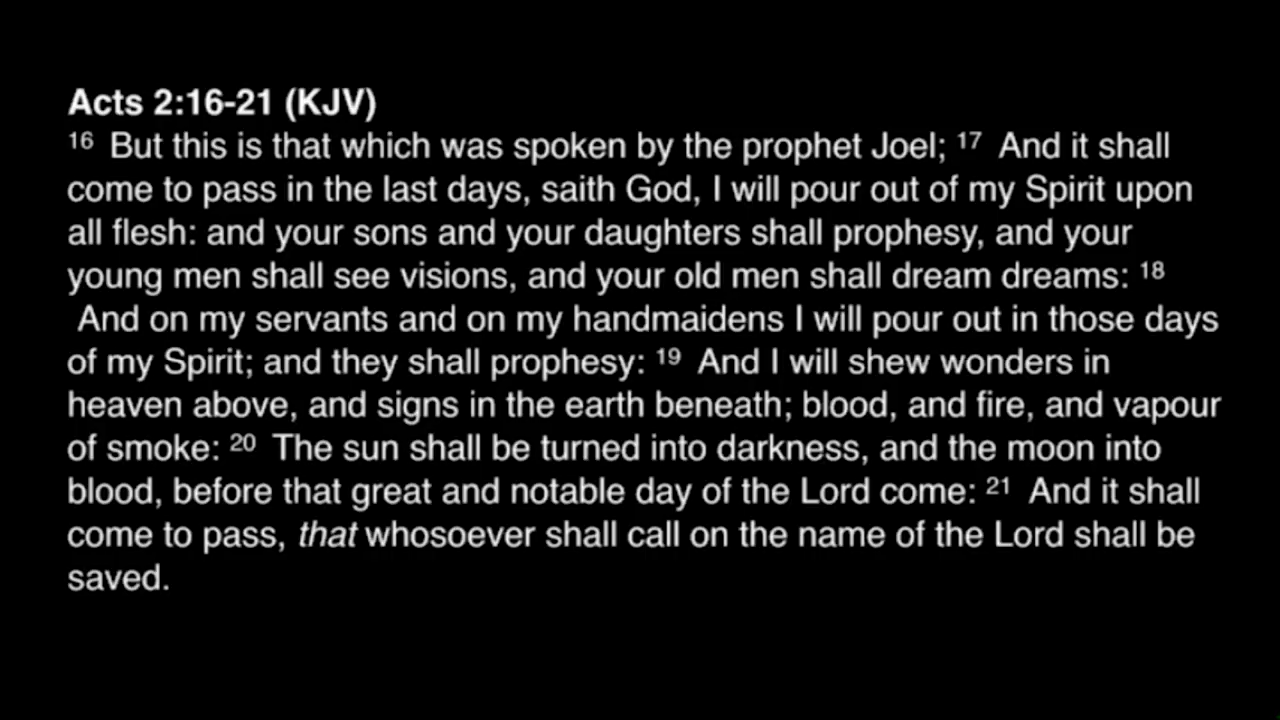 Acts 2:16-21 (KJV)
16 But this is that which was spoken by the prophet Joel; 17 And it shall
come to pass in the last days, saith God, I will pour out of my Spirit upon
all flesh: and your sons and your daughters shall prophesy, and your
young men shall see visions, and your old men shall dream dreams: 18
And on my servants and on my handmaidens I will pour out in those days
of my Spirit; and they shall prophesy: 19 And I will shew wonders in
heaven above, and signs in the earth beneath; blood, and fire, and vapour
of smoke: 20 The sun shall be turned into darkness, and the moon into
blood, before that great and notable day of the Lord come: 21 And it shall
come to pass, that whosoever shall call on the name of the Lord shall be
saved.